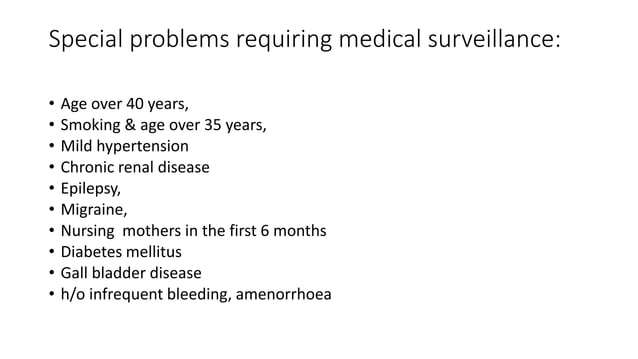 Special problems requiring medical surveillance:
• Age over 40 years,
• Smoking & age over 35 years,
• Mild hypertension
• Chronic renal disease
• Epilepsy,
• Migraine,
• Nursing  mothers in the first 6 months
• Diabetes mellitus
• Gall bladder disease
• h/o infrequent bleeding, amenorrhoea